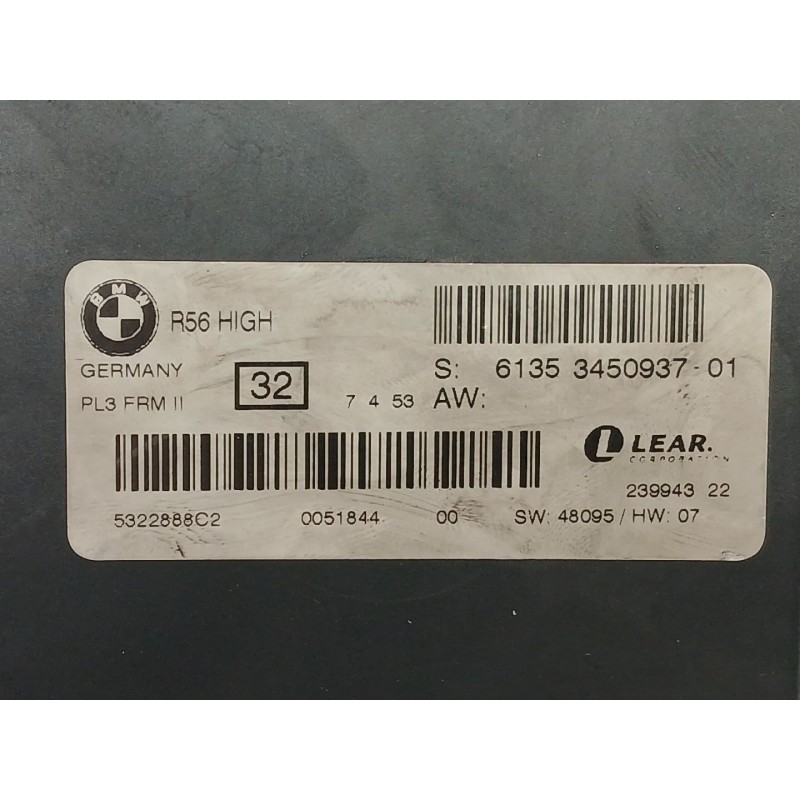 BMW
R56 HIGH
GERMANY
32
PL3 FRM II
7 4 53
S: 6135 3450937-01
AW:
LEAR.
CORPORATION
239943 22
5322888C2 0051844 00 SW: 48095 / HW: 07